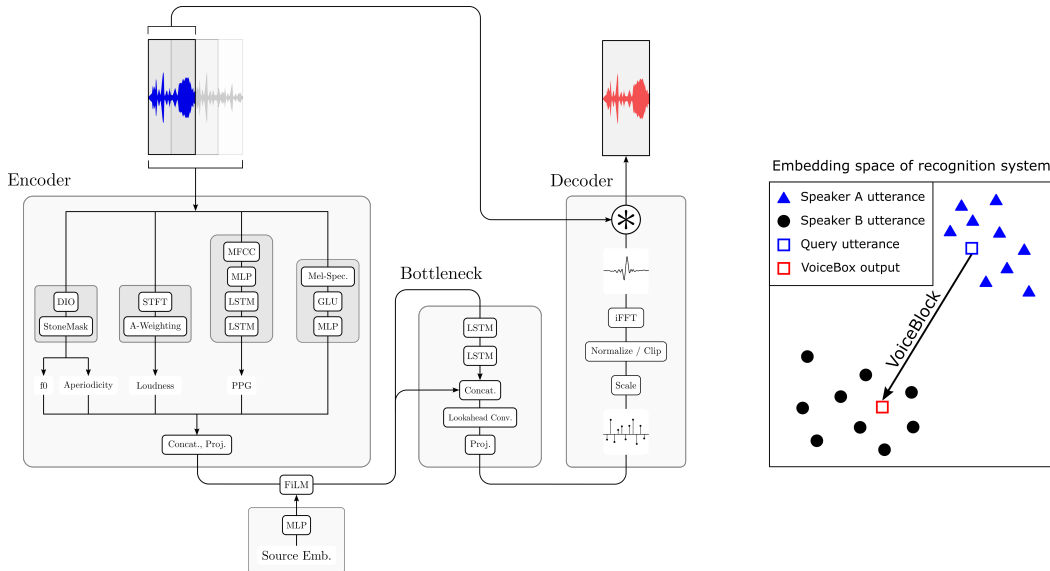 Encoder
DIO
StoneMask
f0
Aperiodicity
STFT
A-Weighting
Loudness
MFCC
MLP
LSTM
LSTM
PPG
Mel-Spec.
GLU
MLP
Concat., Proj.
FiLM
MLP
Source Emb.
Bottleneck
LSTM
LSTM
Concat.
Lookahead Conv.
Proj.
Decoder
iFFT
Normalize / Clip
Scale
Embedding space of recognition system
Speaker A utterance
Speaker B utterance
Query utterance
VoiceBox output
VoiceBlock